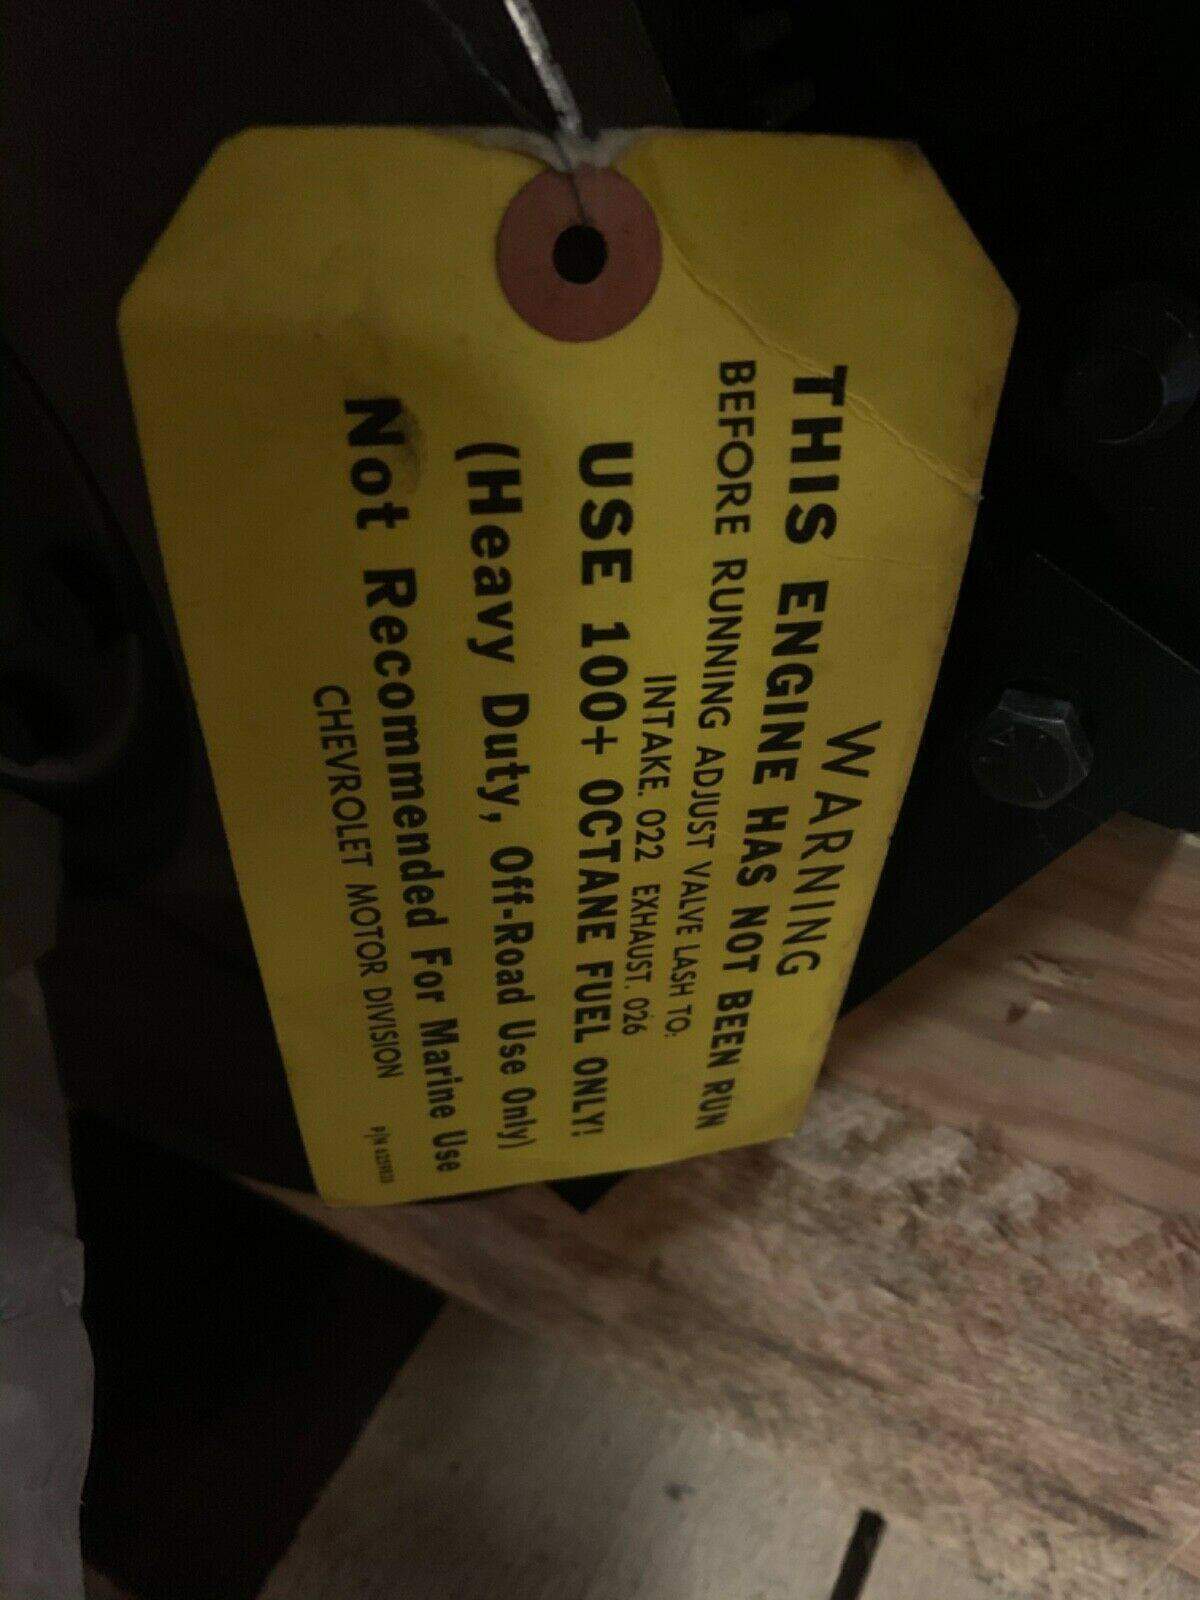 WARNING
THIS ENGINE HAS NOT BEEN RUN
BEFORE RUNNING ADJUST VALVE LASH TO:
INTAKE. 022 EXHAUST. 026
USE 100+ OCTANE FUEL ONLY!
(Heavy Duty, Off-Road Use Only)
Not Recommended For Marine Use
CHEVROLET MOTOR DIVISION P/N